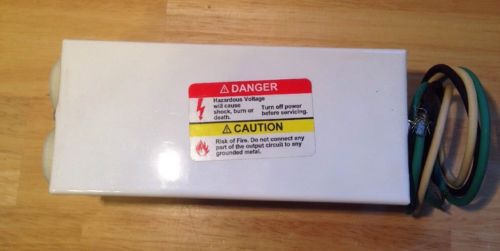 ⚠ DANGER
Hazardous Voltage
will cause
shock, burn or
death.
Turn off power
before servicing.
⚠ CAUTION
Risk of Fire. Do not connect any
part of the output circuit to any
grounded metal.